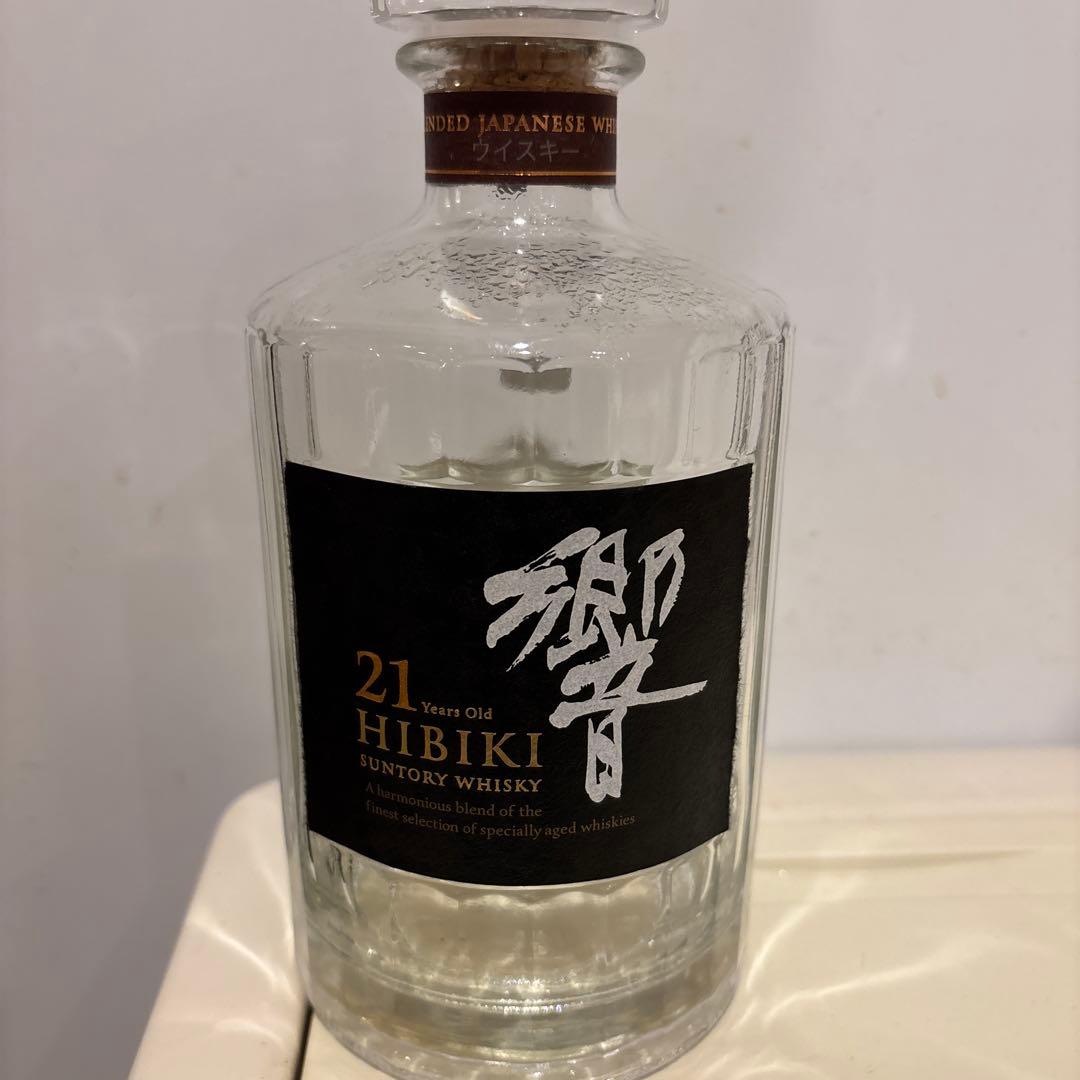 ENDED JAPANESE WHI
ウイスキー
響
21 Years Old
HIBIKI
SUNTORY WHISKY
A harmonious blend of the
finest selection of specially aged whiskies